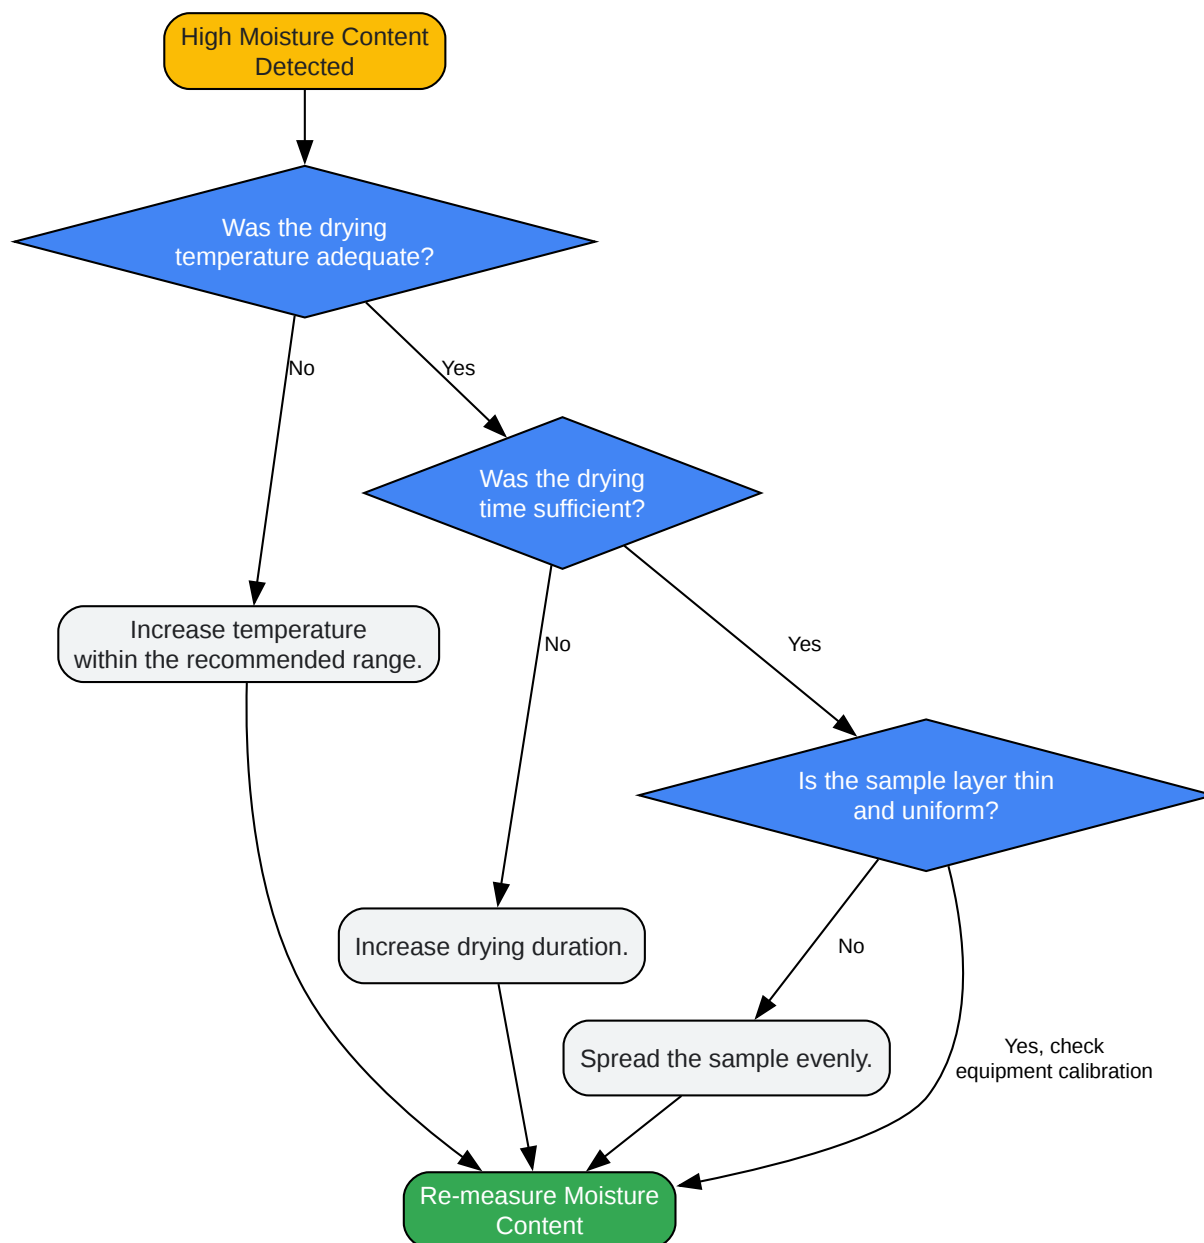 High Moisture Content
Detected
Was the drying
temperature adequate?
No
Yes
Was the drying
time sufficient?
Increase temperature
within the recommended range.
No
Yes
Is the sample layer thin
and uniform?
Increase drying duration.
No
Spread the sample evenly.
Yes, check
equipment calibration
Re-measure Moisture
Content